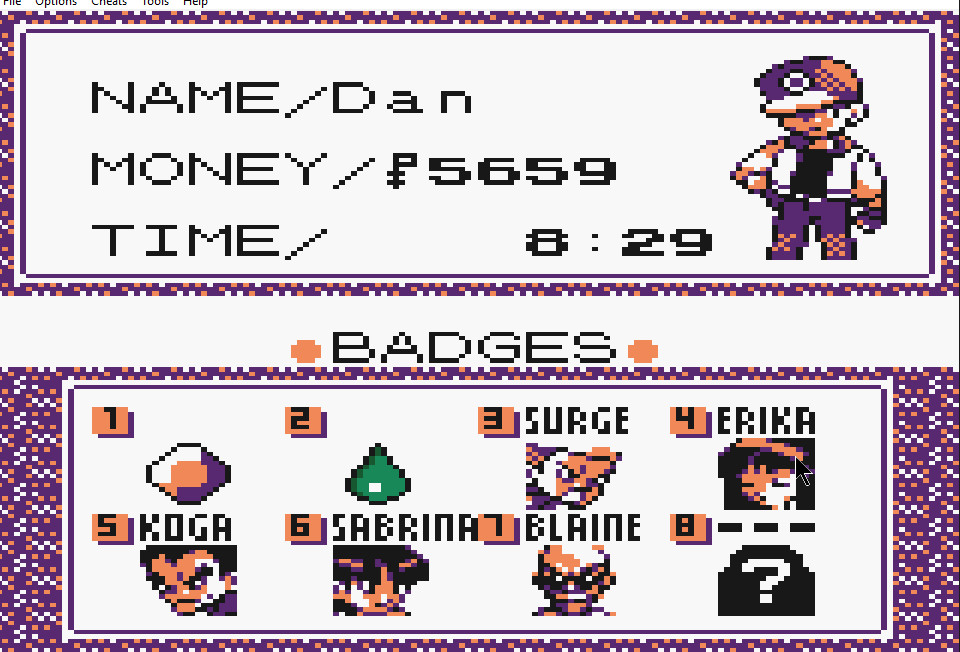 File Options Cheats Tools Help
NAME/Dan
MONEY/₽5659
TIME/ 8:29
●BADGES●
1 2 3 SURGE 4 ERIKA
5 KOGA 6 SABRINA 7 BLAINE 8 ---
?